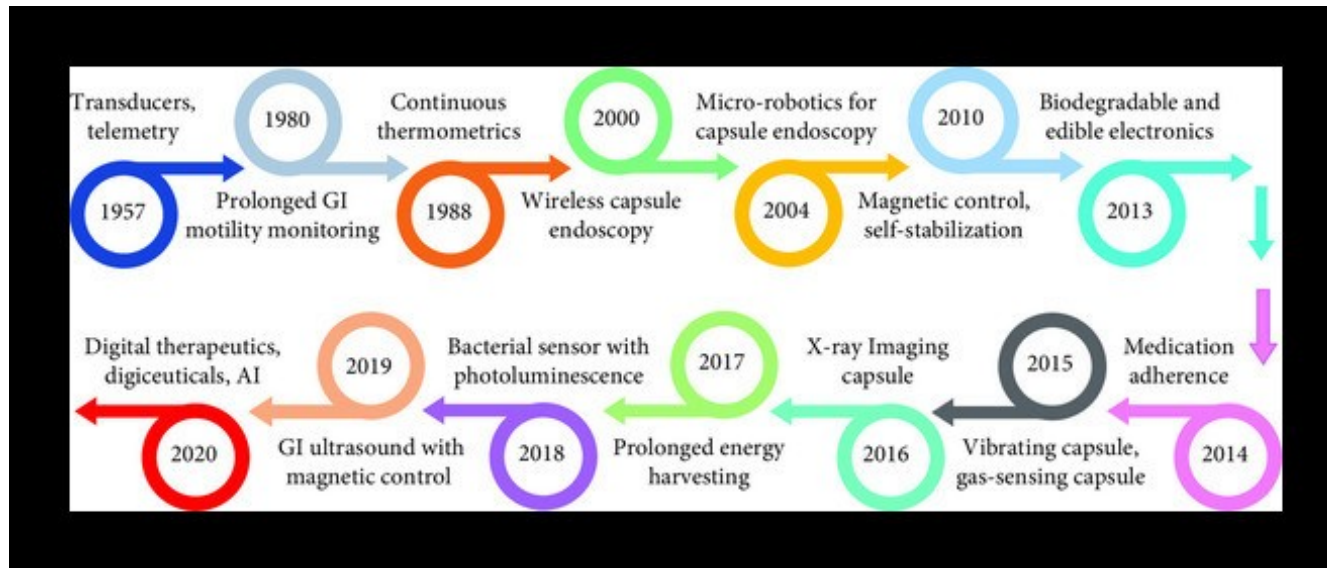 Transducers,
telemetry
1957
1980
Prolonged GI
motility monitoring
Continuous
thermometrics
1988
2000
Wireless capsule
endoscopy
Micro-robotics for
capsule endoscopy
2004
2010
Magnetic control,
self-stabilization
Biodegradable and
edible electronics
2013
Medication
adherence
2014
2015
Vibrating capsule,
gas-sensing capsule
X-ray Imaging
capsule
2016
2017
Prolonged energy
harvesting
Bacterial sensor with
photoluminescence
2018
2019
GI ultrasound with
magnetic control
Digital therapeutics,
digiceuticals, AI
2020